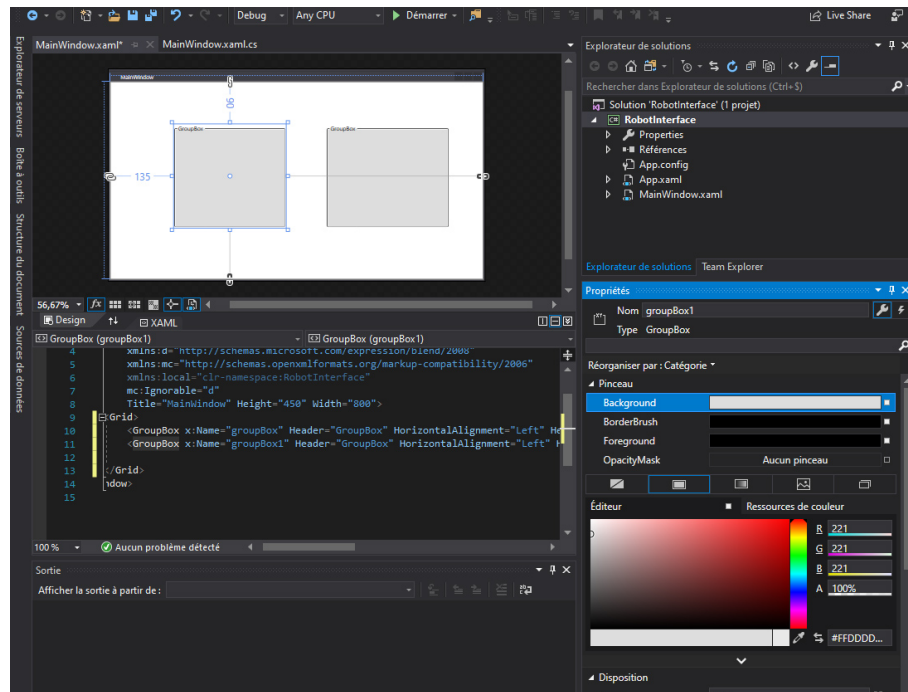 Debug Any CPU Démarrer Live Share
MainWindow.xaml* MainWindow.xaml.cs
Explorateur de serveurs
Boîte à outils
Structure du document
Sources de données
MainWindow
90
GroupBox GroupBox
135
56,67% fx
Design XAML
GroupBox (groupBox1) GroupBox (groupBox1)
4 xmlns:d="http://schemas.microsoft.com/expression/blend/2008"
5 xmlns:mc="http://schemas.openxmlformats.org/markup-compatibility/2006"
6 xmlns:local="clr-namespace:RobotInterface"
7 mc:Ignorable="d"
8 Title="MainWindow" Height="450" Width="800">
9 Grid>
10 <GroupBox x:Name="groupBox" Header="GroupBox" HorizontalAlignment="Left" He
11 <GroupBox x:Name="groupBox1" Header="GroupBox" HorizontalAlignment="Left" H
12
13 /Grid>
14 ndow>
15
100 % Aucun problème détecté
Sortie
Afficher la sortie à partir de :
Explorateur de solutions
Rechercher dans Explorateur de solutions (Ctrl+$)
Solution 'RobotInterface' (1 projet)
RobotInterface
Properties
Références
App.config
App.xaml
MainWindow.xaml
Explorateur de solutions Team Explorer
Propriétés
Nom groupBox1
Type GroupBox
Réorganiser par : Catégorie
Pinceau
Background
BorderBrush
Foreground
OpacityMask Aucun pinceau
Éditeur Ressources de couleur
R 221
G 221
B 221
A 100%
#FFDDDD...
Disposition